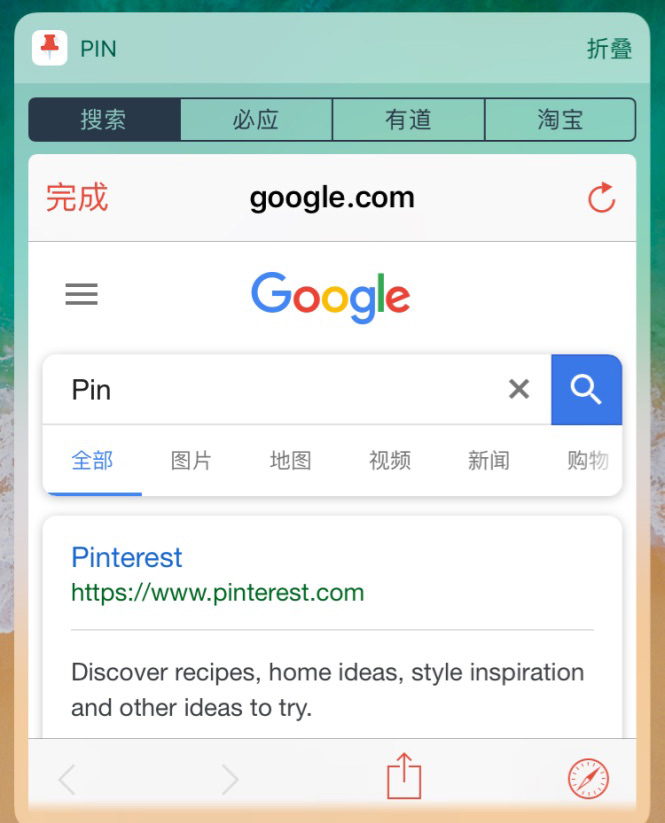 PIN 折叠
搜索 必应 有道 淘宝
完成 google.com
Google
Pin
全部 图片 地图 视频 新闻 购物
Pinterest
https://www.pinterest.com
Discover recipes, home ideas, style inspiration
and other ideas to try.